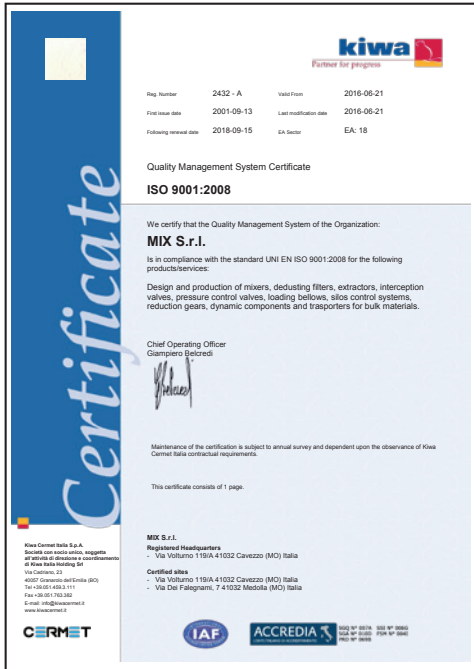 kiwa
Partner for progress
Reg. Number 2432 - A Valid From 2016-06-21
First issue date 2001-09-13 Last modification date 2016-06-21
Following renewal date 2018-09-15 EA Sector EA: 18
Quality Management System Certificate
ISO 9001:2008
We certify that the Quality Management System of the Organization:
MIX S.r.l.
Is in compliance with the standard UNI EN ISO 9001:2008 for the following
products/services:
Design and production of mixers, dedusting filters, extractors, interception
valves, pressure control valves, loading bellows, silos control systems,
reduction gears, dynamic components and trasporters for bulk materials.
Chief Operating Officer
Giampiero Belcredi
Maintenance of the certification is subject to annual survey and dependent upon the observance of Kiwa
Cermet Italia contractual requirements.
This certificate consists of 1 page.
Certificate
Kiwa Cermet Italia S.p.A.
Società con socio unico, soggetta
all'attività di direzione e coordinamento
di Kiwa Italia Holding Srl
Via Cadriano, 23
40057 Granarolo dell'Emilia (BO)
Tel +39.051.459.3.111
Fax +39.051.763.382
E-mail: info@kiwacermet.it
www.kiwacermet.it
CERMET
MIX S.r.l.
Registered Headquarters
- Via Volturno 119/A 41032 Cavezzo (MO) Italia
Certified sites
- Via Volturno 119/A 41032 Cavezzo (MO) Italia
- Via Dei Falegnami, 7 41032 Medolla (MO) Italia
IAF
ACCREDIA